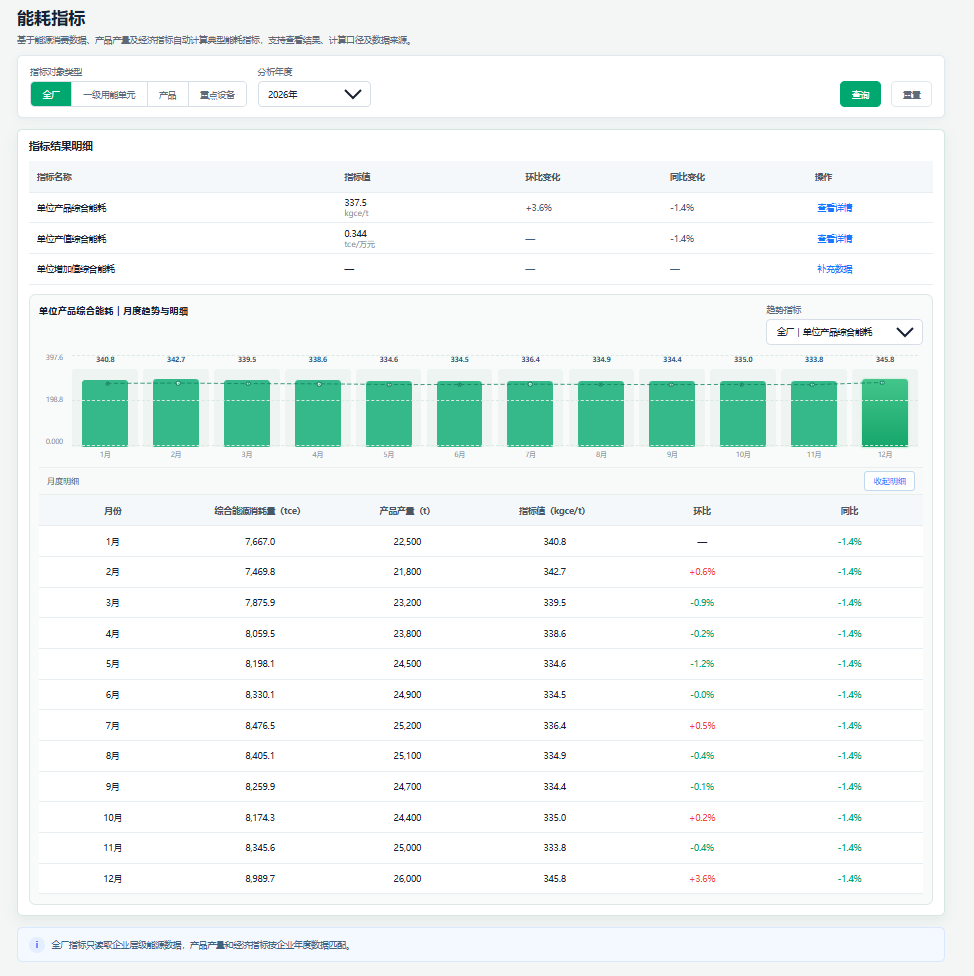 能耗指标
基于能源消费数据、产品产量及经济指标自动计算典型能耗指标，支持查看结果、计算口径及数据来源。
指标对象类型 分析年度
全厂 一级用能单元 产品 重点设备 2026年 查询 重置
指标结果明细
指标名称 指标值 环比变化 同比变化 操作
单位产品综合能耗 337.5 kgce/t +3.6% -1.4% 查看详情
单位产值综合能耗 0.344 tce/万元 — -1.4% 查看详情
单位增加值综合能耗 — — — 补充数据
单位产品综合能耗｜月度趋势与明细 趋势指标
全厂｜单位产品综合能耗
397.6 340.8 342.7 339.5 338.6 334.6 334.5 336.4 334.9 334.4 335.0 333.8 345.8
198.8
0.000
1月 2月 3月 4月 5月 6月 7月 8月 9月 10月 11月 12月
月度明细 收起明细
月份 综合能源消耗量（tce） 产品产量（t） 指标值（kgce/t） 环比 同比
1月 7,667.0 22,500 340.8 — -1.4%
2月 7,469.8 21,800 342.7 +0.6% -1.4%
3月 7,875.9 23,200 339.5 -0.9% -1.4%
4月 8,059.5 23,800 338.6 -0.2% -1.4%
5月 8,198.1 24,500 334.6 -1.2% -1.4%
6月 8,330.1 24,900 334.5 -0.0% -1.4%
7月 8,476.5 25,200 336.4 +0.5% -1.4%
8月 8,405.1 25,100 334.9 -0.4% -1.4%
9月 8,259.9 24,700 334.4 -0.1% -1.4%
10月 8,174.3 24,400 335.0 +0.2% -1.4%
11月 8,345.6 25,000 333.8 -0.4% -1.4%
12月 8,989.7 26,000 345.8 +3.6% -1.4%
i 全厂指标只读取企业层级能源数据，产品产量和经济指标按企业年度数据匹配。